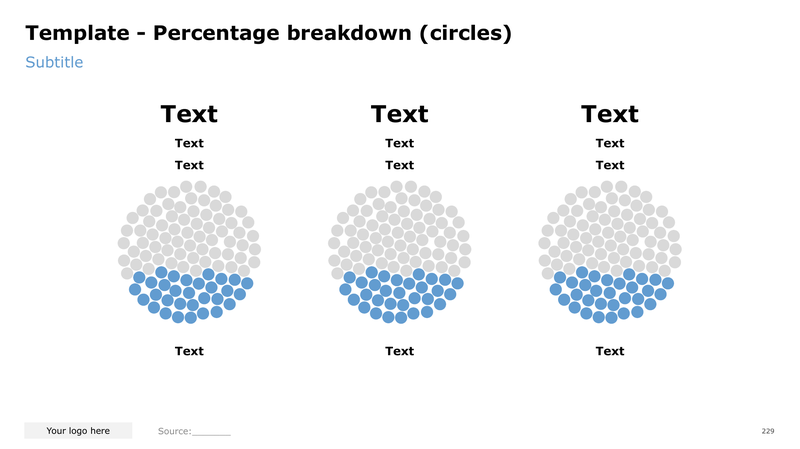 Template - Percentage breakdown (circles)
Subtitle
Text
Text
Text
Text
Text
Text
Text
Text
Text
Text
Text
Text
Your logo here
Source:_______
229